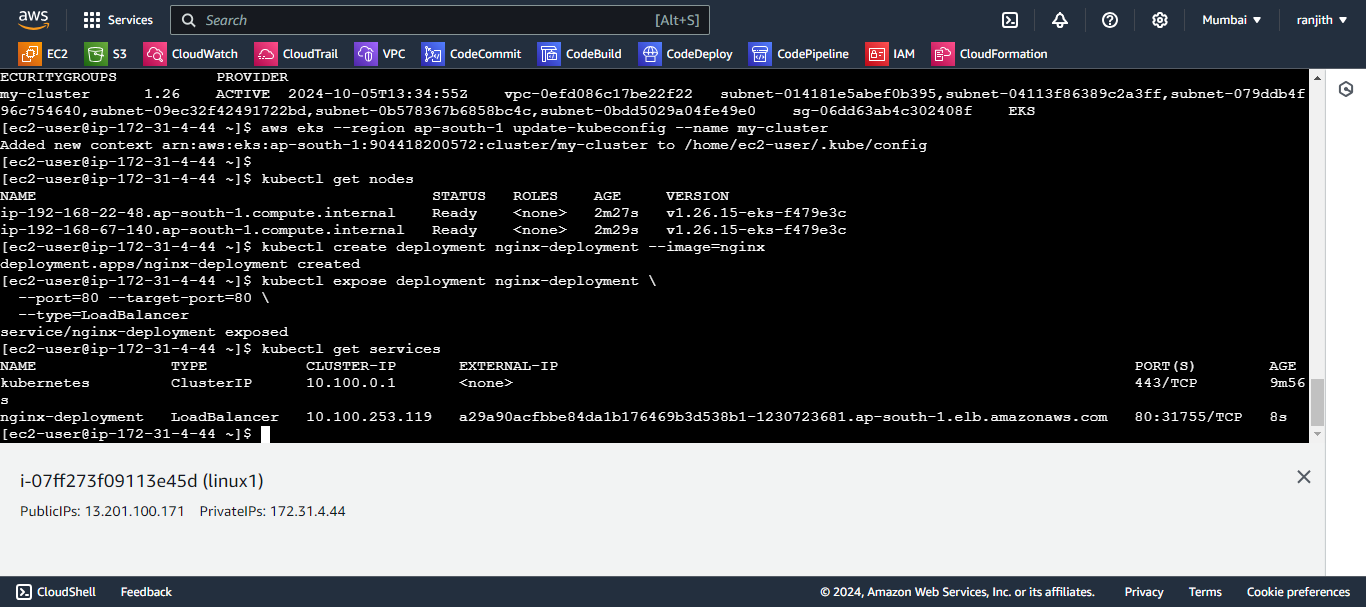 aws Services Search [Alt+S] Mumbai ranjith
EC2 S3 CloudWatch CloudTrail VPC CodeCommit CodeBuild CodeDeploy CodePipeline IAM CloudFormation
ECURITYGROUPS PROVIDER
my-cluster 1.26 ACTIVE 2024-10-05T13:34:55Z vpc-0efd086c17be22f22 subnet-014181e5abef0b395,subnet-04113f86389c2a3ff,subnet-079ddb4f
96c754640,subnet-09ec32f42491722bd,subnet-0b578367b6858bc4c,subnet-0bdd5029a04fe49e0 sg-06dd63ab4c302408f EKS
[ec2-user@ip-172-31-4-44 ~]$ aws eks --region ap-south-1 update-kubeconfig --name my-cluster
Added new context arn:aws:eks:ap-south-1:904418200572:cluster/my-cluster to /home/ec2-user/.kube/config
[ec2-user@ip-172-31-4-44 ~]$
[ec2-user@ip-172-31-4-44 ~]$ kubectl get nodes
NAME STATUS ROLES AGE VERSION
ip-192-168-22-48.ap-south-1.compute.internal Ready <none> 2m27s v1.26.15-eks-f479e3c
ip-192-168-67-140.ap-south-1.compute.internal Ready <none> 2m29s v1.26.15-eks-f479e3c
[ec2-user@ip-172-31-4-44 ~]$ kubectl create deployment nginx-deployment --image=nginx
deployment.apps/nginx-deployment created
[ec2-user@ip-172-31-4-44 ~]$ kubectl expose deployment nginx-deployment \
--port=80 --target-port=80 \
--type=LoadBalancer
service/nginx-deployment exposed
[ec2-user@ip-172-31-4-44 ~]$ kubectl get services
NAME TYPE CLUSTER-IP EXTERNAL-IP PORT(S) AGE
kubernetes ClusterIP 10.100.0.1 <none> 443/TCP 9m56
s
nginx-deployment LoadBalancer 10.100.253.119 a29a90acfbbe84da1b176469b3d538b1-1230723681.ap-south-1.elb.amazonaws.com 80:31755/TCP 8s
[ec2-user@ip-172-31-4-44 ~]$
i-07ff273f09113e45d (linux1)
PublicIPs: 13.201.100.171 PrivateIPs: 172.31.4.44
CloudShell Feedback © 2024, Amazon Web Services, Inc. or its affiliates. Privacy Terms Cookie preferences